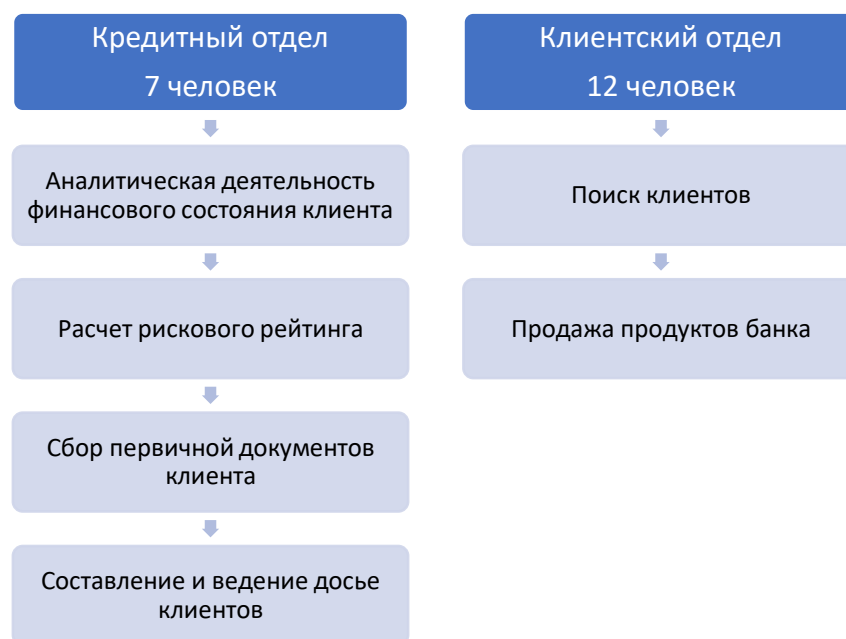 Кредитный отдел
7 человек
Аналитическая деятельность
финансового состояния клиента
Расчет рискового рейтинга
Сбор первичной документов
клиента
Составление и ведение досье
клиентов
Клиентский отдел
12 человек
Поиск клиентов
Продажа продуктов банка